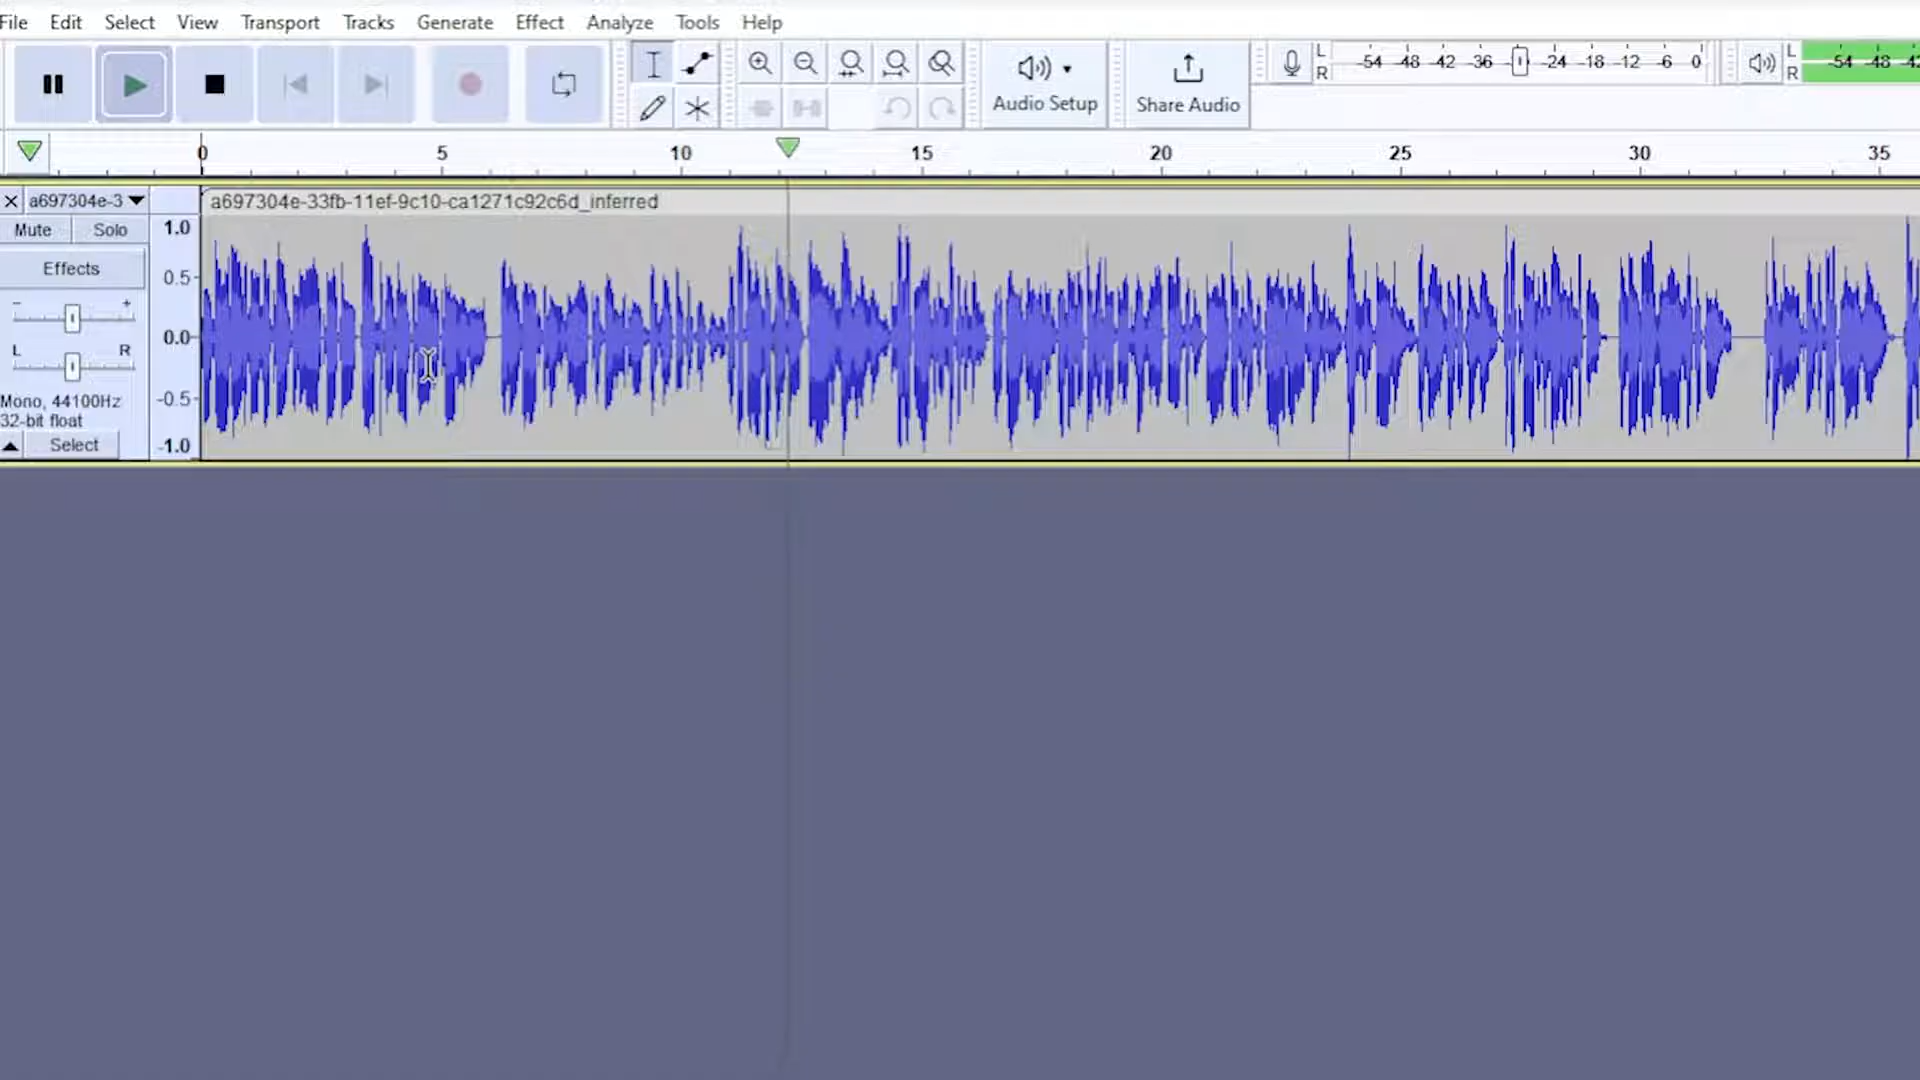 File Edit Select View Transport Tracks Generate Effect Analyze Tools Help
Audio Setup
Share Audio
L
R
-54 -48 -42 -36 -24 -18 -12 -6 0
L
R
-54 -48 -42
0 5 10 15 20 25 30 35
a697304e-3
a697304e-33fb-11ef-9c10-ca1271c92c6d_inferred
Mute Solo
Effects
- +
L R
Mono, 44100Hz
32-bit float
Select
1.0
0.5
0.0
-0.5
-1.0